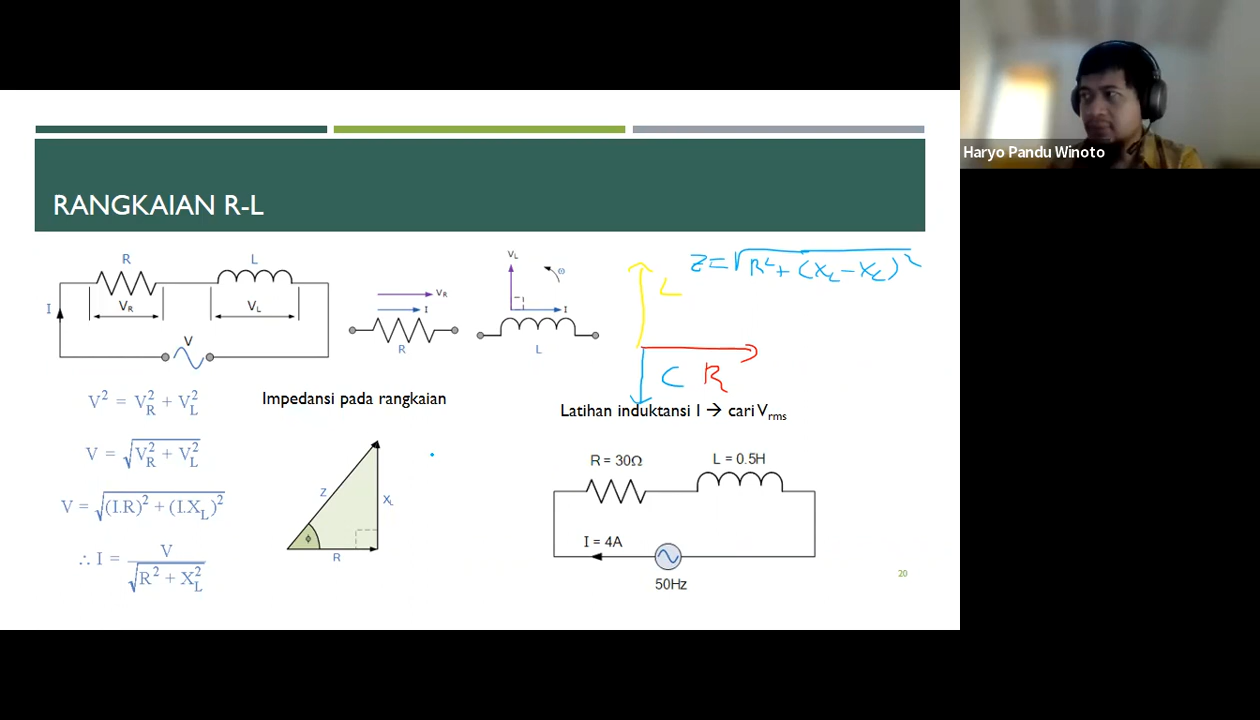 Haryo Pandu Winoto
RANGKAIAN R-L
R
L
I
V_R
V_L
V
V_R
I
R
V_L
ω
I
L
Z=√R²+(X_L-X_C)²
L
C
R
V² = V_R² + V_L²
V = √V_R² + V_L²
V = √(I.R)² + (I.X_L)²
∴ I = V / √R² + X_L²
Impedansi pada rangkaian
Z
X_L
ϕ
R
Latihan induktansi 1 → cari V_rms
R = 30Ω
L = 0.5H
I = 4A
50Hz
20